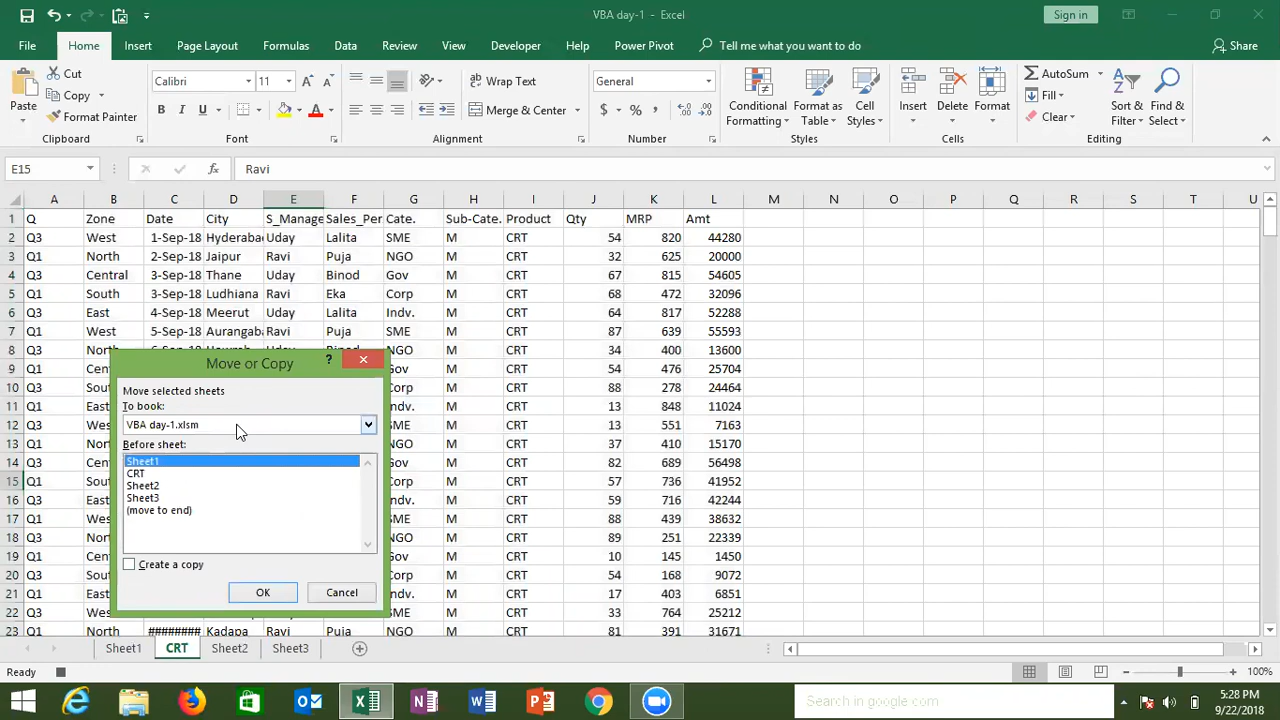 VBA day-1 - Excel
Sign in
File Home Insert Page Layout Formulas Data Review View Developer Help Power Pivot Tell me what you want to do Share
Paste
Cut
Copy
Format Painter
Clipboard
Calibri 11
B I U
Font
Wrap Text
Merge & Center
Alignment
General
$ % ,
Number
Conditional Formatting
Format as Table
Cell Styles
Styles
Insert
Delete
Format
Cells
AutoSum
Fill
Clear
Sort & Filter
Find & Select
Editing
E15 fx Ravi
A B C D E F G H I J K L M N O P Q R S T U
1 Q Zone Date City S_Manage Sales_Per Cate. Sub-Cate. Product Qty MRP Amt
2 Q3 West 1-Sep-18 Hyderabad Uday Lalita SME M CRT 54 820 44280
3 Q1 North 2-Sep-18 Jaipur Ravi Puja NGO M CRT 32 625 20000
4 Q3 Central 3-Sep-18 Thane Uday Binod Gov M CRT 67 815 54605
5 Q1 South 3-Sep-18 Ludhiana Ravi Eka Corp M CRT 68 472 32096
6 Q3 East 4-Sep-18 Meerut Uday Lalita Indv. M CRT 64 817 52288
7 Q1 West 5-Sep-18 Aurangaba Ravi Puja SME M CRT 87 639 55593
8 Q3 Nort NGO M CRT 34 400 13600
9 Q1 Cent Gov M CRT 54 476 25704
10 Q3 Sout Corp M CRT 88 278 24464
11 Q1 East Indv. M CRT 13 848 11024
12 Q3 Wes SME M CRT 13 551 7163
13 Q1 Nort NGO M CRT 37 410 15170
14 Q3 Cen Gov M CRT 82 689 56498
15 Q1 Sou Corp M CRT 57 736 41952
16 Q3 East Indv. M CRT 59 716 42244
17 Q1 Wes SME M CRT 88 439 38632
18 Q3 Nor NGO M CRT 89 251 22339
19 Q1 Cen Gov M CRT 10 145 1450
20 Q3 Sou Corp M CRT 54 168 9072
21 Q1 East Indv. M CRT 17 403 6851
22 Q3 Wes SME M CRT 33 764 25212
23 Q1 North ######## Kadapa Ravi Puja NGO M CRT 81 391 31671
Move or Copy ?
Move selected sheets
To book:
VBA day-1.xlsm
Before sheet:
Sheet1
CRT
Sheet2
Sheet3
(move to end)
Create a copy
OK Cancel
Sheet1 CRT Sheet2 Sheet3
Ready 100%
Search in google.com
5:28 PM
9/22/2018